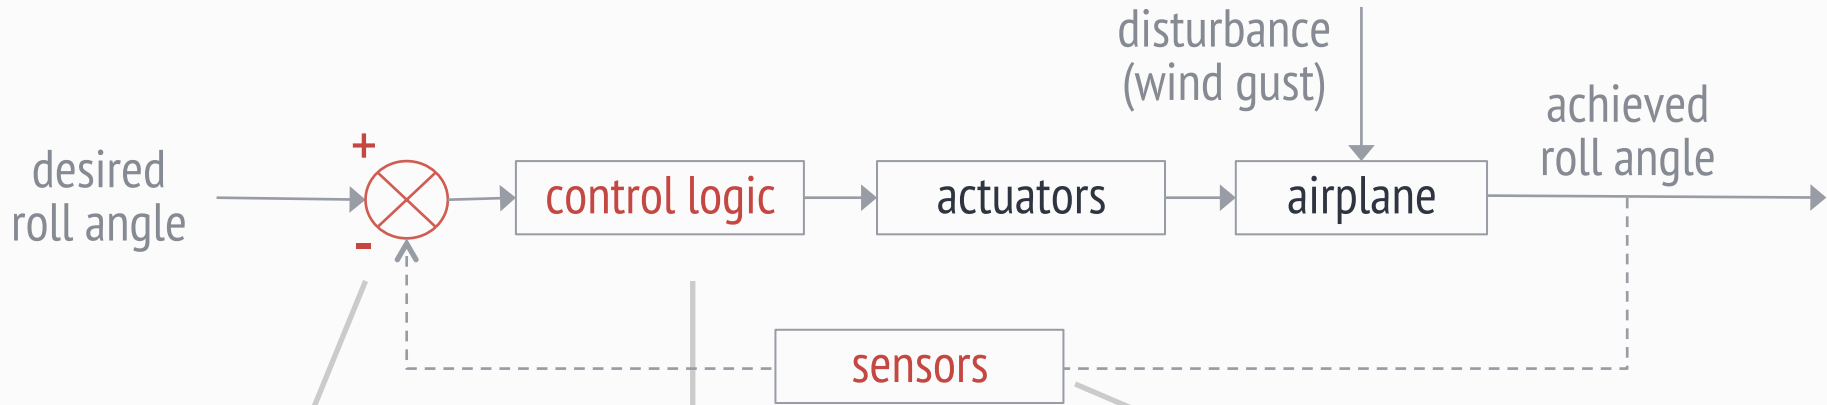 disturbance
(wind gust)
achieved
roll angle
desired
roll angle
+
-
control logic
actuators
airplane
sensors